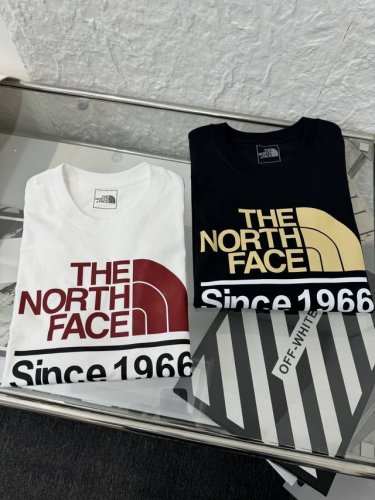 THE
NORTH
FACE
Since 1966
THE
NORTH
FACE
Since 1966
OFF-WHITE